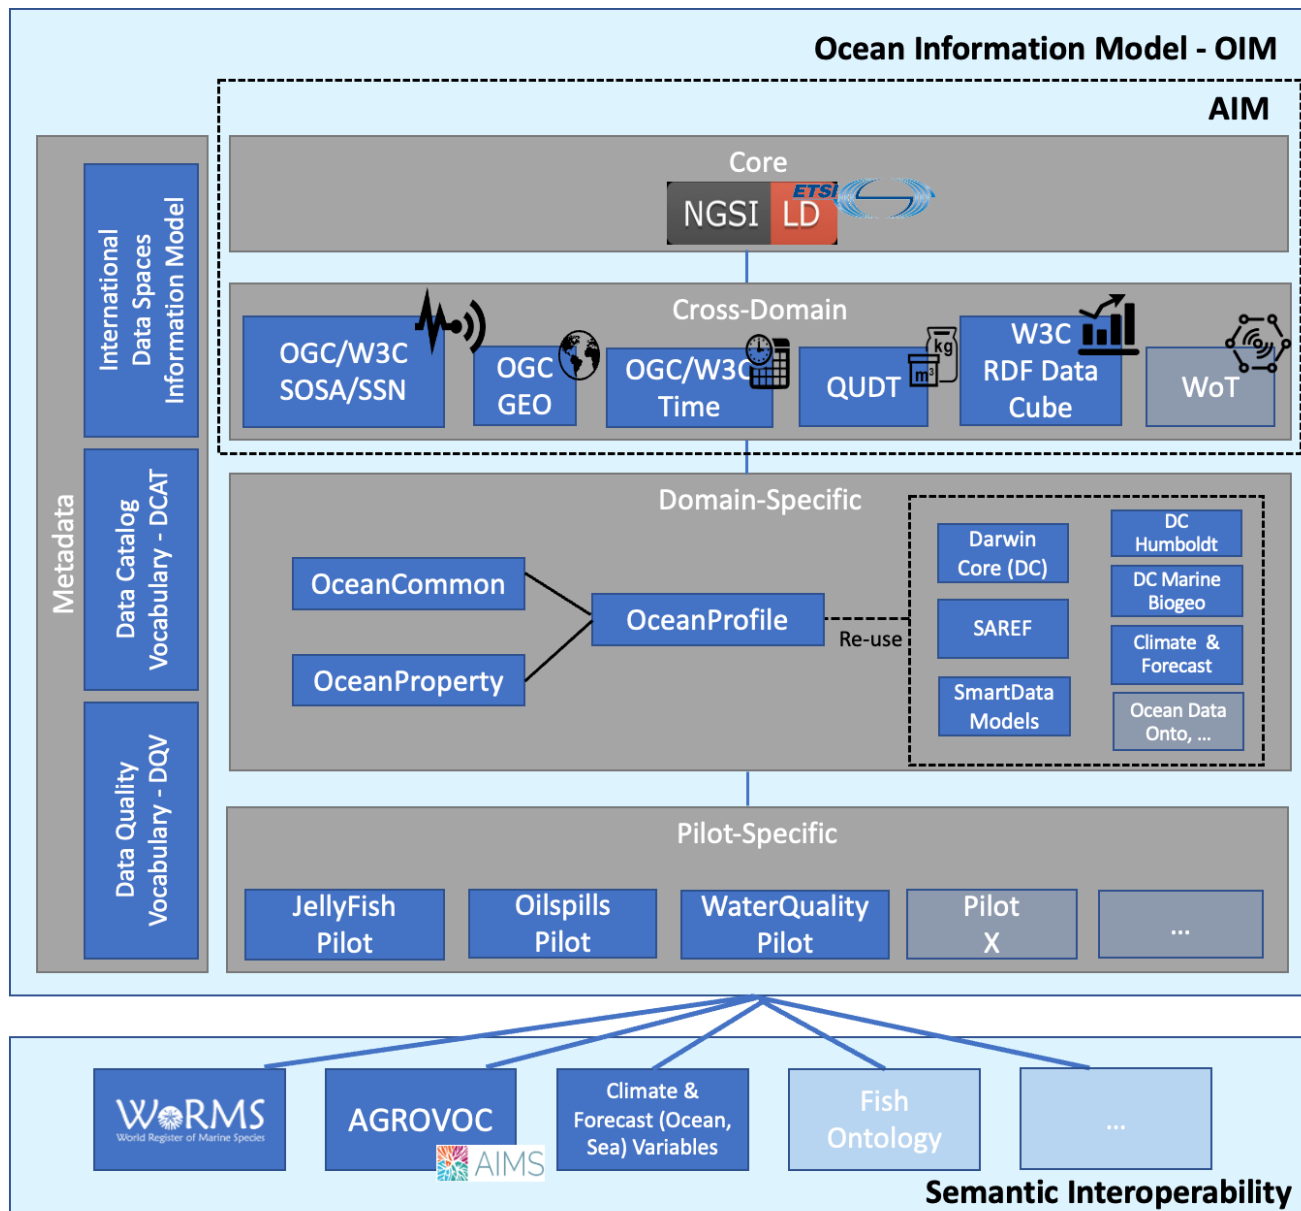 Ocean Information Model - OIM
AIM
Metadata
International
Data Spaces
Information Model
Data Catalog
Vocabulary - DCAT
Data Quality
Vocabulary - DQV
Core
NGSI LD
ETSI
Cross-Domain
OGC/W3C
SOSA/SSN
OGC
GEO
OGC/W3C
Time
QUDT
m³
kg
W3C
RDF Data
Cube
WoT
Domain-Specific
OceanCommon
OceanProperty
OceanProfile
Re-use
Darwin
Core (DC)
SAREF
SmartData
Models
DC
Humboldt
DC Marine
Biogeo
Climate &
Forecast
Ocean Data
Onto, ...
Pilot-Specific
JellyFish
Pilot
Oilspills
Pilot
WaterQuality
Pilot
Pilot
X
...
WoRMS
World Register of Marine Species
AGROVOC
AIMS
Climate &
Forecast (Ocean,
Sea) Variables
Fish
Ontology
...
Semantic Interoperability